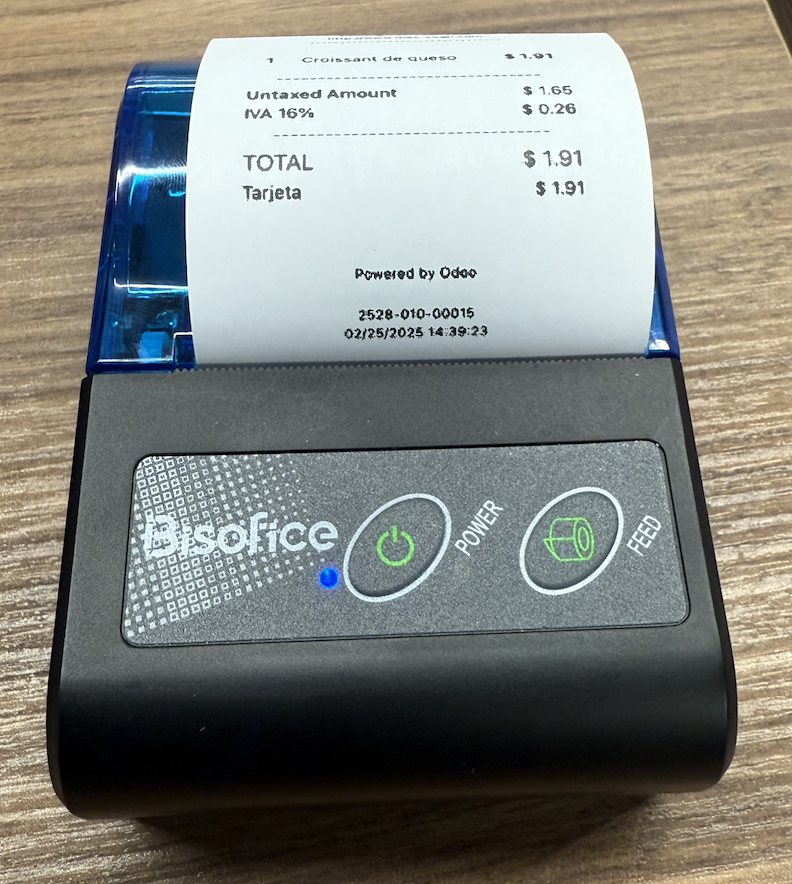 1 Croissant de queso $ 1.91
Untaxed Amount $ 1.65
IVA 16% $ 0.26
TOTAL $ 1.91
Tarjeta $ 1.91
Powered by Odoo
2528-010-00015
02/25/2025 14:39:23
Bisofice
POWER
FEED